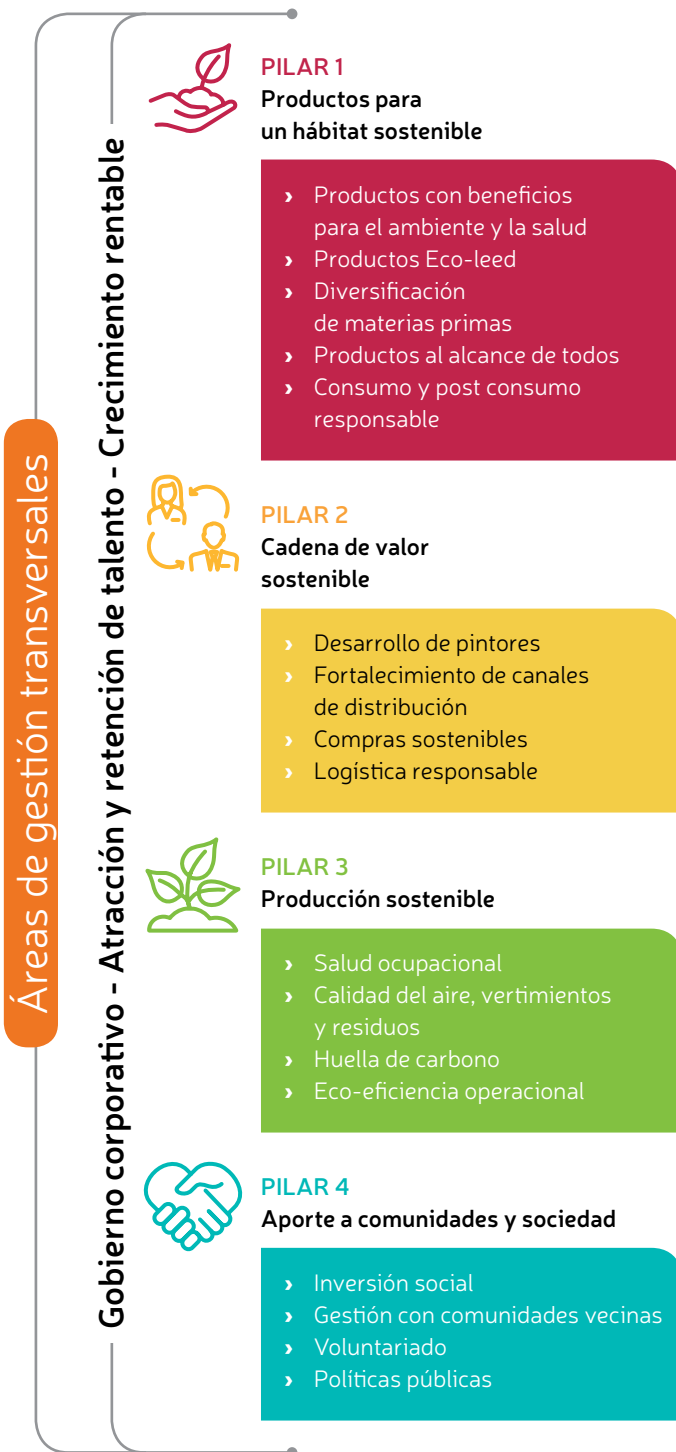 Áreas de gestión transversales
Gobierno corporativo - Atracción y retención de talento - Crecimiento rentable
PILAR 1
Productos para
un hábitat sostenible
› Productos con beneficios
para el ambiente y la salud
› Productos Eco-leed
› Diversificación
de materias primas
› Productos al alcance de todos
› Consumo y post consumo
responsable
PILAR 2
Cadena de valor
sostenible
› Desarrollo de pintores
› Fortalecimiento de canales
de distribución
› Compras sostenibles
› Logística responsable
PILAR 3
Producción sostenible
› Salud ocupacional
› Calidad del aire, vertimientos
y residuos
› Huella de carbono
› Eco-eficiencia operacional
PILAR 4
Aporte a comunidades y sociedad
› Inversión social
› Gestión con comunidades vecinas
› Voluntariado
› Políticas públicas